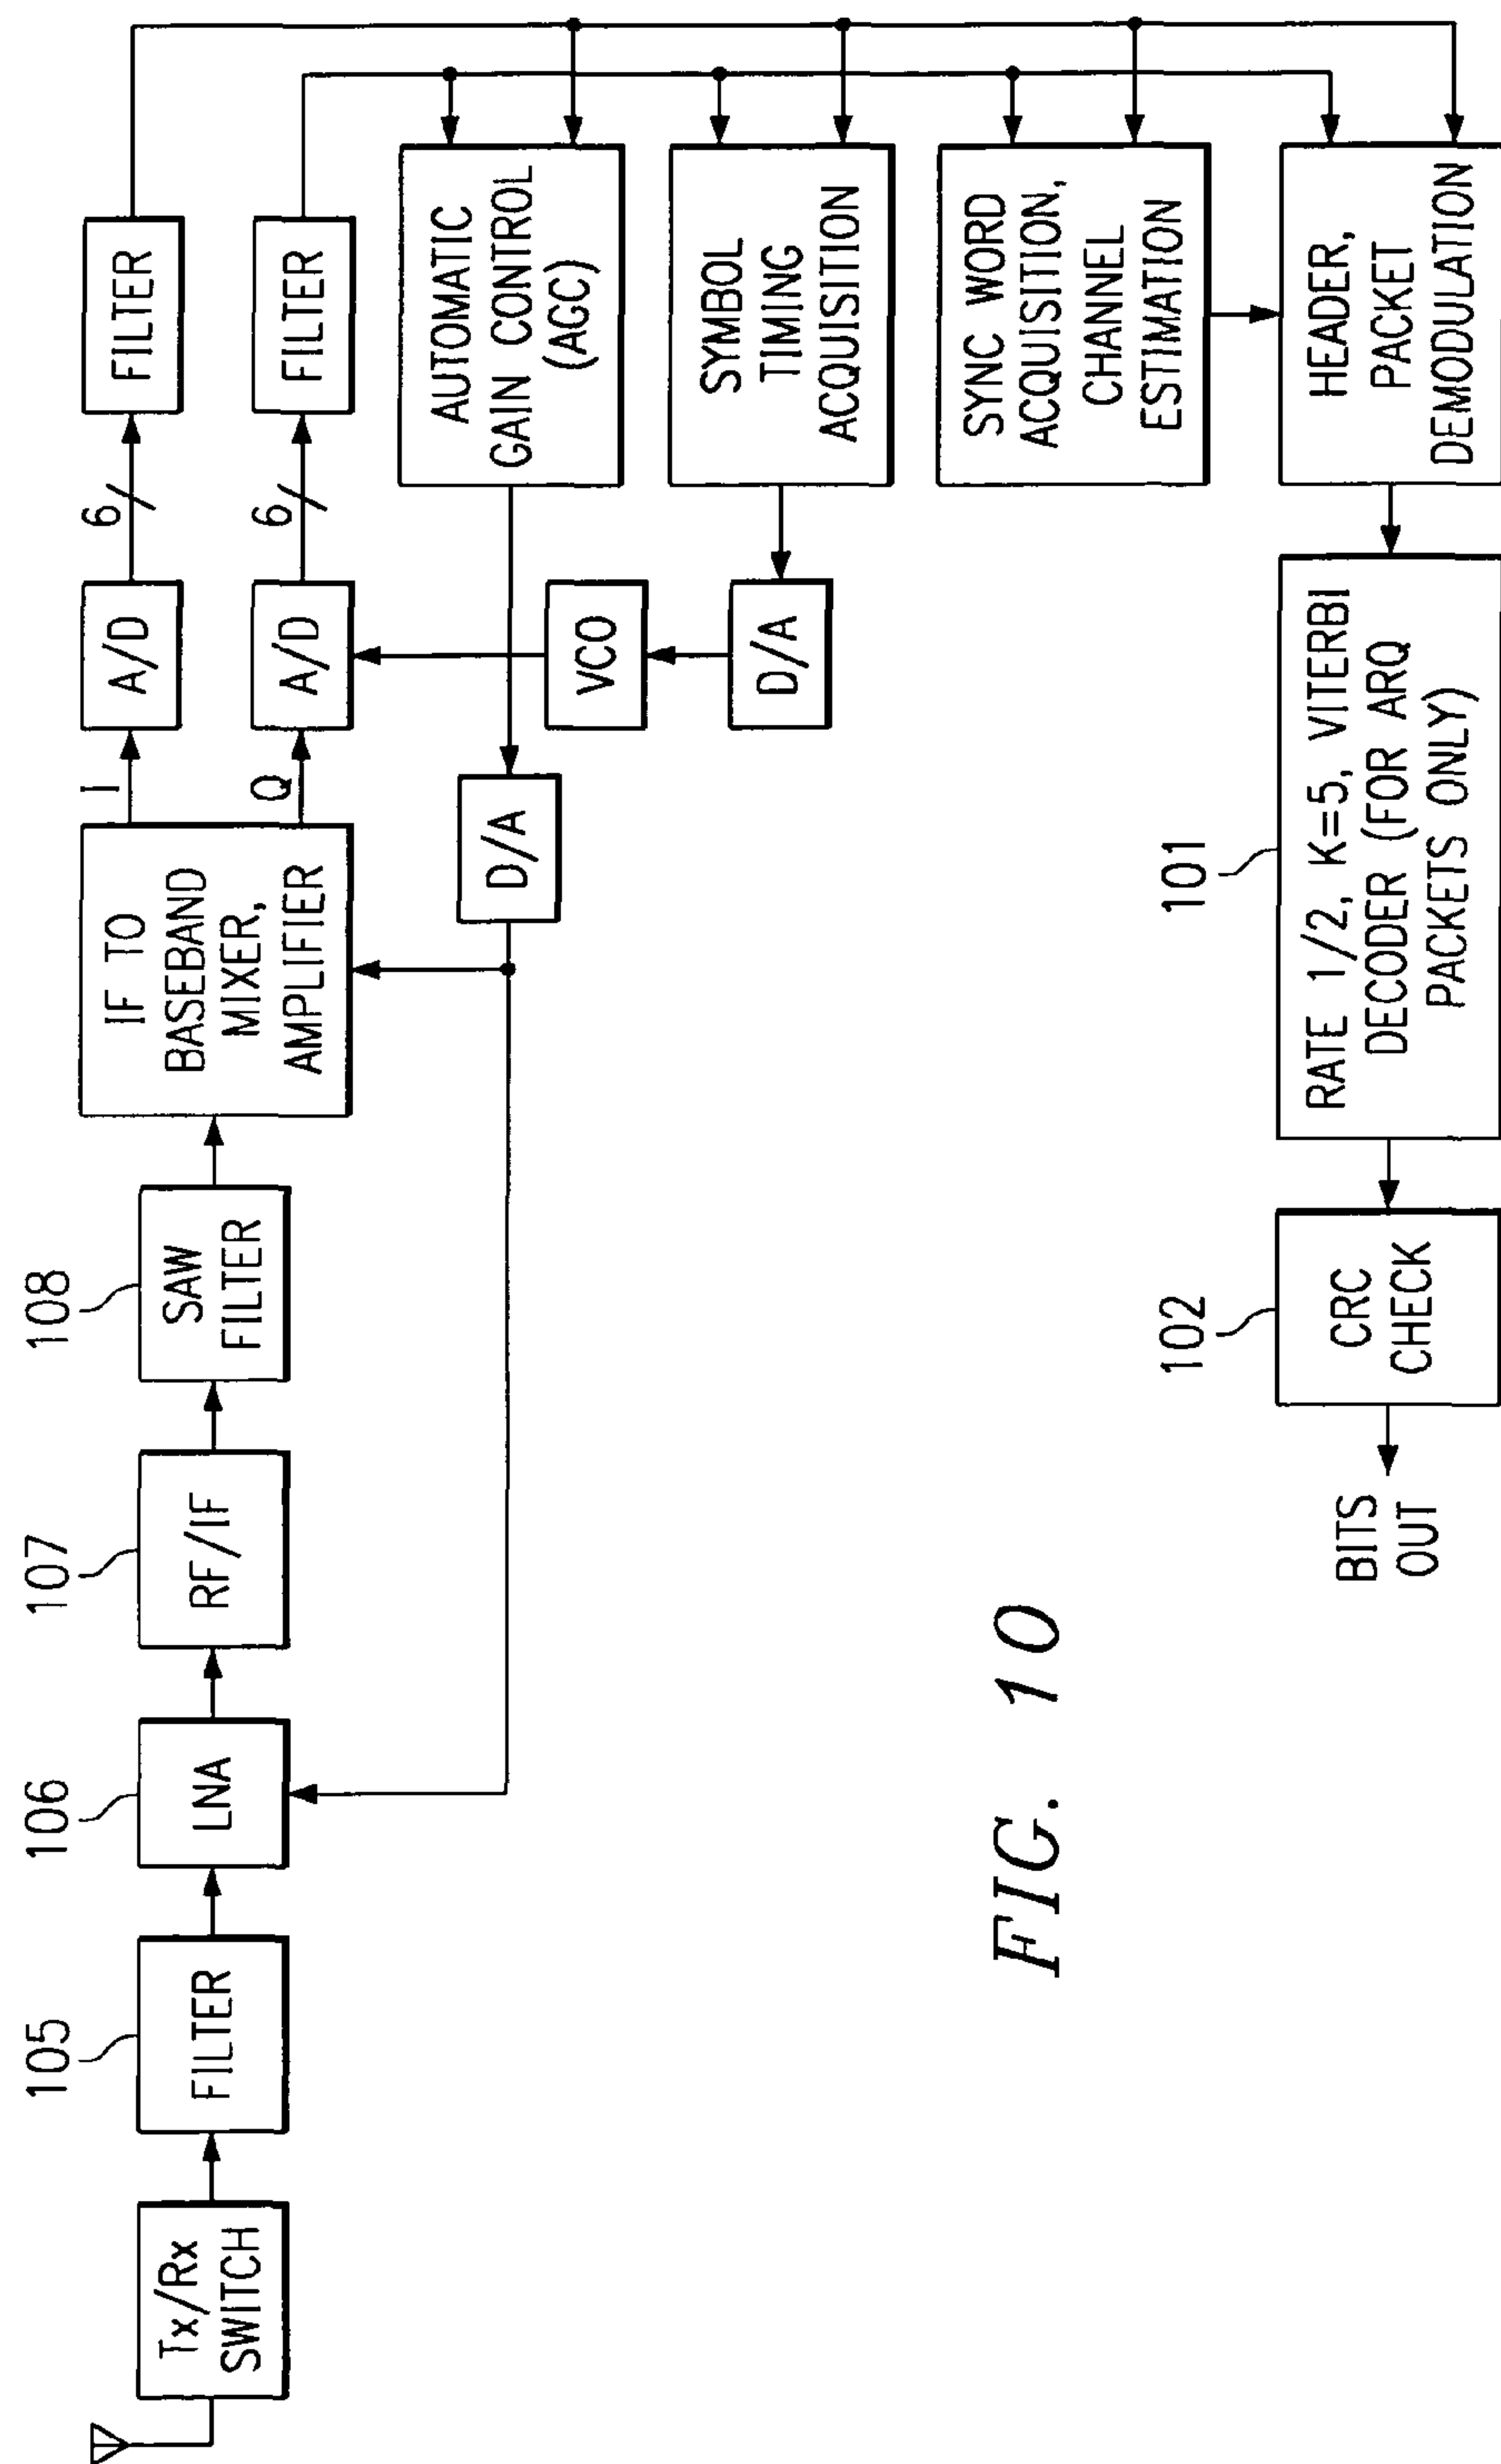 Tx/Rx
SWITCH
105
FILTER
106
LNA
107
RF/IF
108
SAW
FILTER
IF TO
BASEBAND
MIXER,
AMPLIFIER
I
Q
A/D
A/D
6
6
FILTER
FILTER
AUTOMATIC
GAIN CONTROL
(AGC)
D/A
VCO
D/A
SYMBOL
TIMING
ACQUISITION
SYNC WORD
ACQUISITION,
CHANNEL
ESTIMATION
HEADER,
PACKET
DEMODULATION
101
RATE 1/2, K=5, VITERBI
DECODER (FOR ARQ
PACKETS ONLY)
102
CRC
CHECK
BITS
OUT
FIG. 10